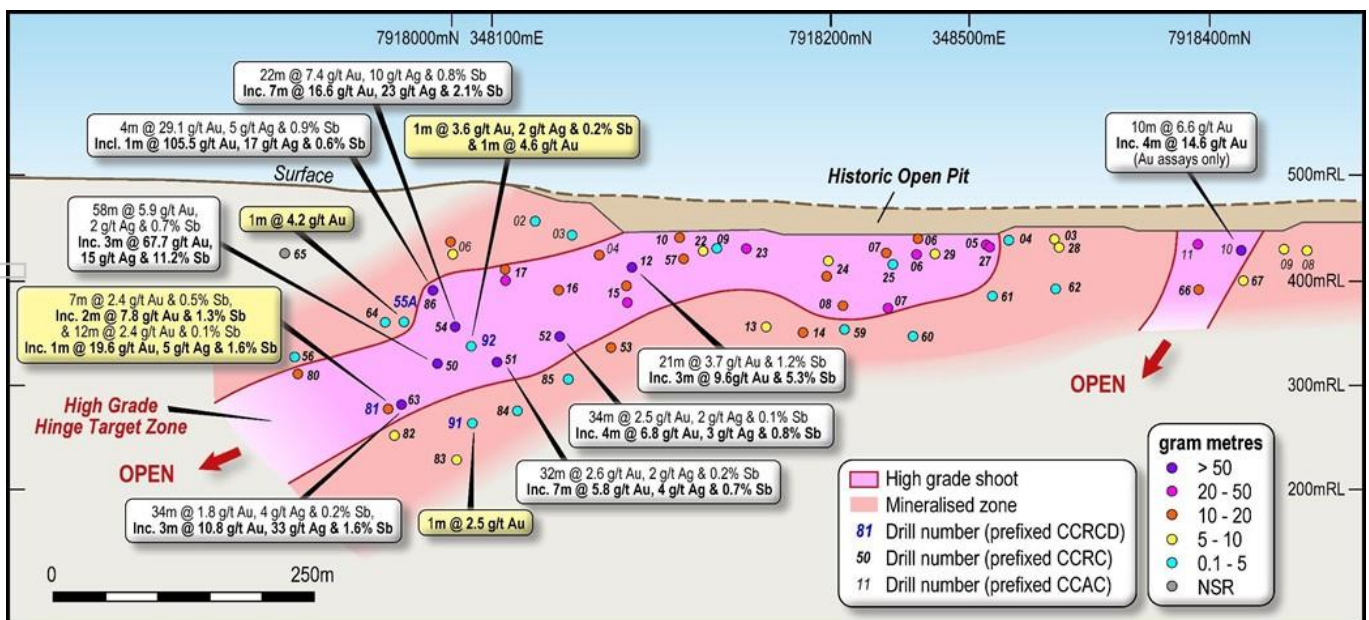 7918000mN 348100mE 7918200mN 348500mE 7918400mN
22m @ 7.4 g/t Au, 10 g/t Ag & 0.8% Sb
Inc. 7m @ 16.6 g/t Au, 23 g/t Ag & 2.1% Sb
4m @ 29.1 g/t Au, 5 g/t Ag & 0.9% Sb
Incl. 1m @ 105.5 g/t Au, 17 g/t Ag & 0.6% Sb
1m @ 3.6 g/t Au, 2 g/t Ag & 0.2% Sb
& 1m @ 4.6 g/t Au
10m @ 6.6 g/t Au
Inc. 4m @ 14.6 g/t Au
(Au assays only)
Surface
Historic Open Pit
500mRL
58m @ 5.9 g/t Au,
2 g/t Ag & 0.7% Sb
Inc. 3m @ 67.7 g/t Au,
15 g/t Ag & 11.2% Sb
1m @ 4.2 g/t Au
02
03
65
06
04
17
16
15
10
22
09
57
23
12
24
08
07
06
25
06
29
07
05
27
04
03
28
61
62
11
10
66
67
09
08
400mRL
7m @ 2.4 g/t Au & 0.5% Sb,
Inc. 2m @ 7.8 g/t Au & 1.3% Sb
& 12m @ 2.4 g/t Au & 0.1% Sb
Inc. 1m @ 19.6 g/t Au, 5 g/t Ag & 1.6% Sb
55A
86
64
54
92
56
80
50
51
52
53
13
14
59
60
85
84
81
63
82
91
83
300mRL
21m @ 3.7 g/t Au & 1.2% Sb
Inc. 3m @ 9.6g/t Au & 5.3% Sb
OPEN
High Grade
Hinge Target Zone
OPEN
34m @ 2.5 g/t Au, 2 g/t Ag & 0.1% Sb
Inc. 4m @ 6.8 g/t Au, 3 g/t Ag & 0.8% Sb
32m @ 2.6 g/t Au, 2 g/t Ag & 0.2% Sb
Inc. 7m @ 5.8 g/t Au, 4 g/t Ag & 0.7% Sb
34m @ 1.8 g/t Au, 4 g/t Ag & 0.2% Sb,
Inc. 3m @ 10.8 g/t Au, 33 g/t Ag & 1.6% Sb
1m @ 2.5 g/t Au
200mRL
0 250m
High grade shoot
Mineralised zone
81 Drill number (prefixed CCRCD)
50 Drill number (prefixed CCRC)
11 Drill number (prefixed CCAC)
gram metres
> 50
20 - 50
10 - 20
5 - 10
0.1 - 5
NSR